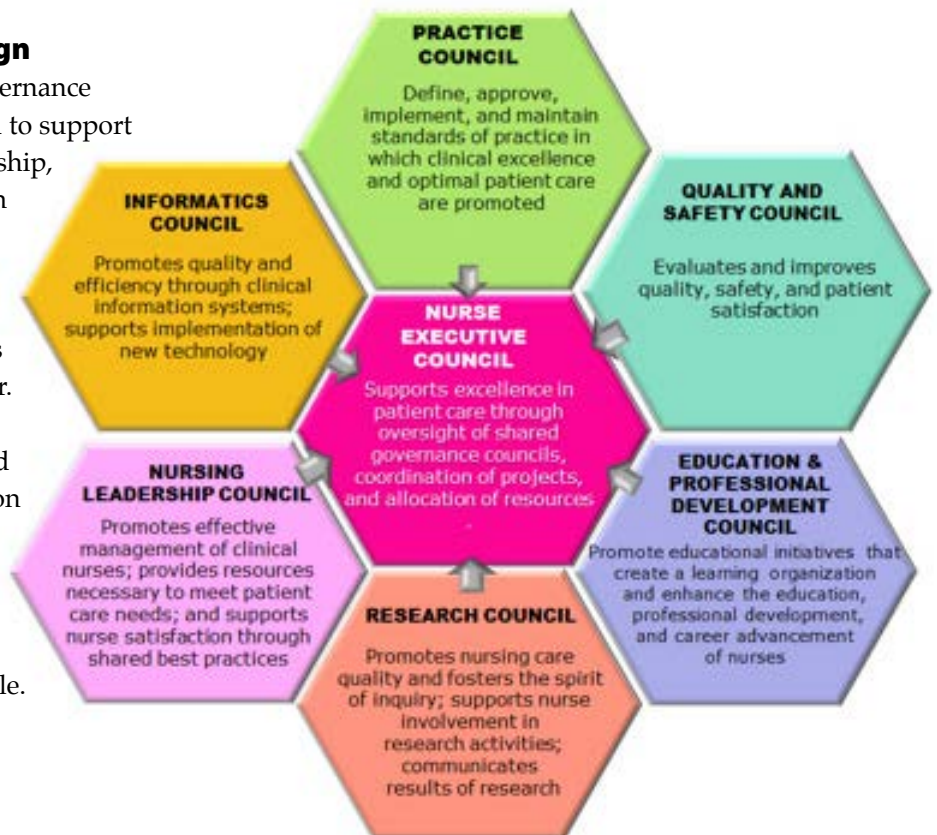 gn
ernance
to support
ship,
n
s
r.
d
on
le.
PRACTICE
COUNCIL
Define, approve,
implement, and maintain
standards of practice in
which clinical excellence
and optimal patient care
are promoted
INFORMATICS
COUNCIL
Promotes quality and
efficiency through clinical
information systems;
supports implementation of
new technology
QUALITY AND
SAFETY COUNCIL
Evaluates and improves
quality, safety, and patient
satisfaction
NURSE
EXECUTIVE
COUNCIL
Supports excellence in
patient care through
oversight of shared
governance councils,
coordination of projects,
and allocation of resources
.
NURSING
LEADERSHIP COUNCIL
Promotes effective
management of clinical
nurses; provides resources
necessary to meet patient
care needs; and supports
nurse satisfaction through
shared best practices
EDUCATION &
PROFESSIONAL
DEVELOPMENT
COUNCIL
Promote educational initiatives that
create a learning organization
and enhance the education,
professional development,
and career advancement
of nurses
RESEARCH COUNCIL
Promotes nursing care
quality and fosters the spirit
of inquiry; supports nurse
involvement in
research activities;
communicates
results of research